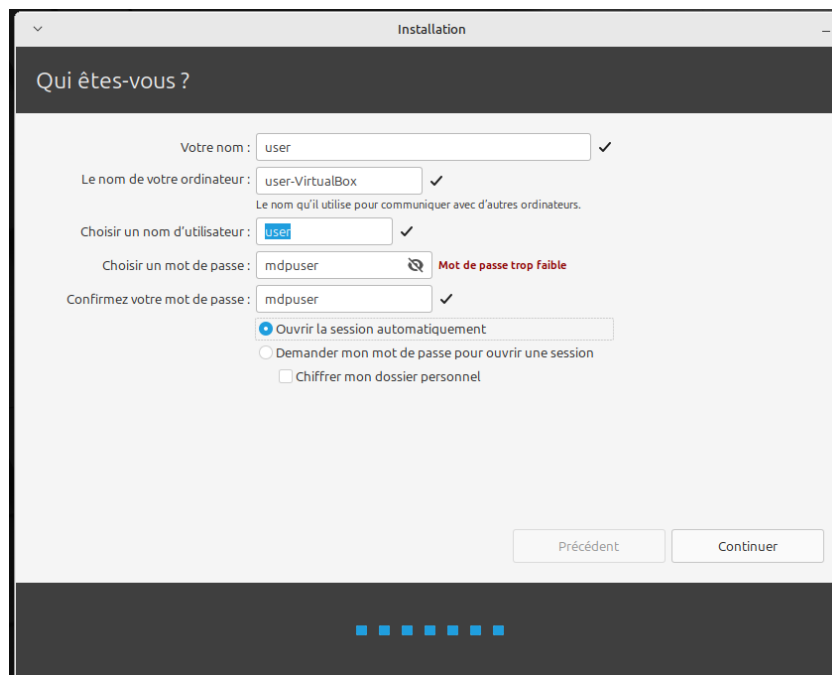 Installation
Qui êtes-vous ?
Votre nom : user
Le nom de votre ordinateur : user-VirtualBox
Le nom qu'il utilise pour communiquer avec d'autres ordinateurs.
Choisir un nom d'utilisateur : user
Choisir un mot de passe : mdpuser Mot de passe trop faible
Confirmez votre mot de passe : mdpuser
Ouvrir la session automatiquement
Demander mon mot de passe pour ouvrir une session
Chiffrer mon dossier personnel
Précédent Continuer